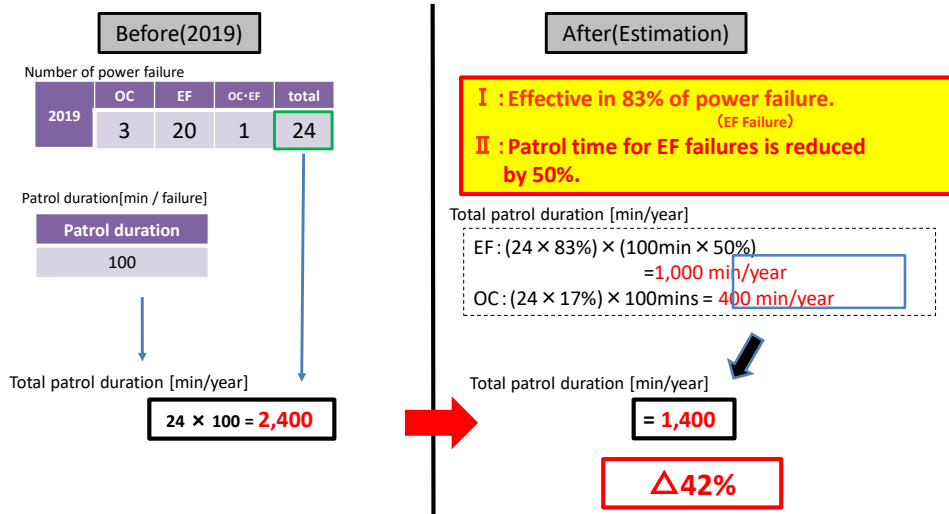 Before(2019)
Number of power failure
2019 OC EF OC・EF total
3 20 1 24
Patrol duration[min / failure]
Patrol duration
100
Total patrol duration [min/year]
24 × 100 = 2,400
After(Estimation)
Ⅰ:Effective in 83% of power failure.
(EF Failure)
Ⅱ:Patrol time for EF failures is reduced
by 50%.
Total patrol duration [min/year]
EF:(24 × 83%) × (100min × 50%)
=1,000 min/year
OC:(24 × 17%) × 100mins = 400 min/year
Total patrol duration [min/year]
= 1,400
△42%